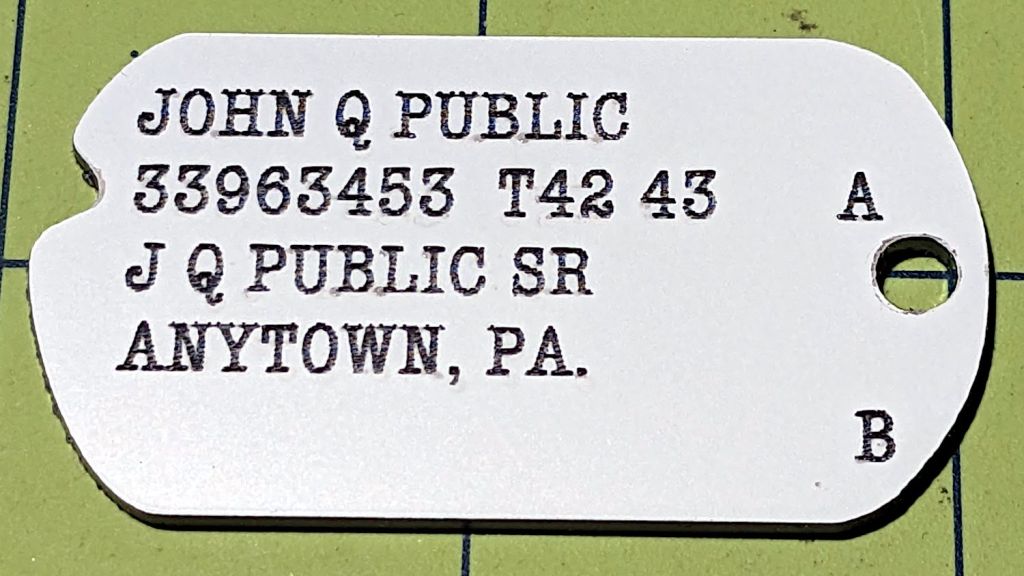 JOHN Q PUBLIC
33963453 T42 43 A
J Q PUBLIC SR
ANYTOWN, PA.
B